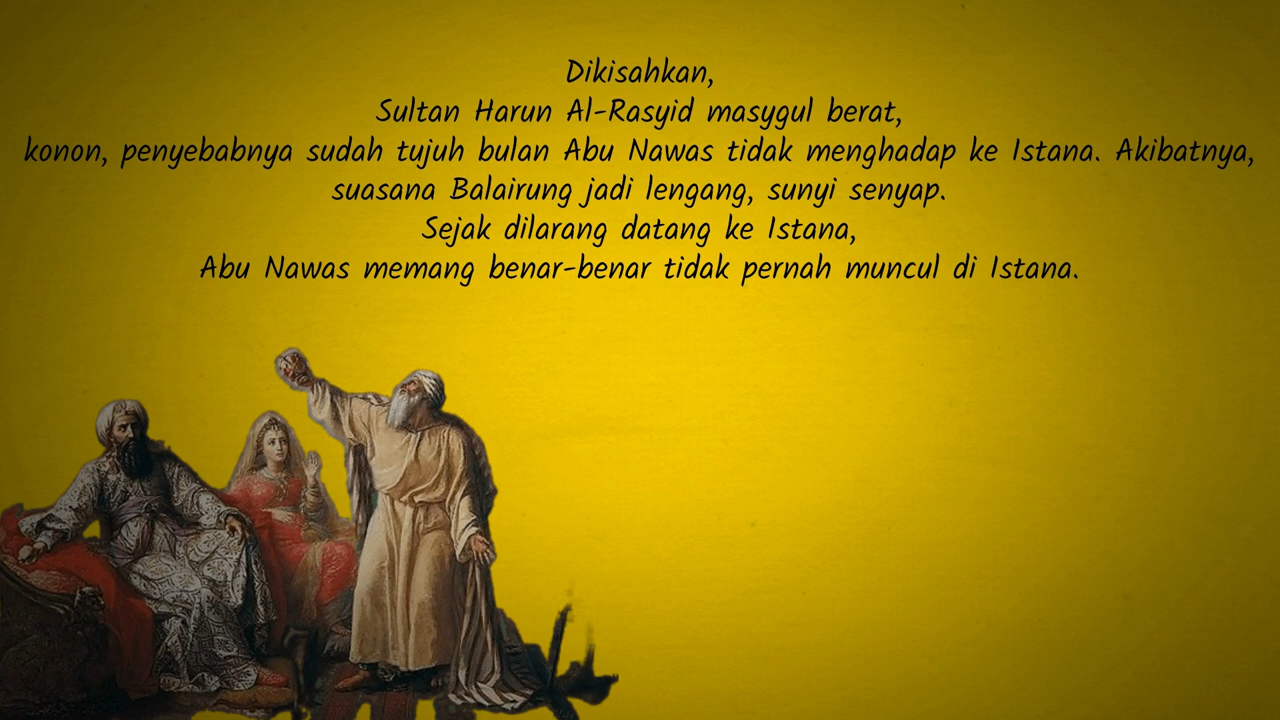 Dikisahkan,
Sultan Harun Al-Rasyid masygul berat,
konon, penyebabnya sudah tujuh bulan Abu Nawas tidak menghadap ke Istana. Akibatnya,
suasana Balairung jadi lengang, sunyi senyap.
Sejak dilarang datang ke Istana,
Abu Nawas memang benar-benar tidak pernah muncul di Istana.